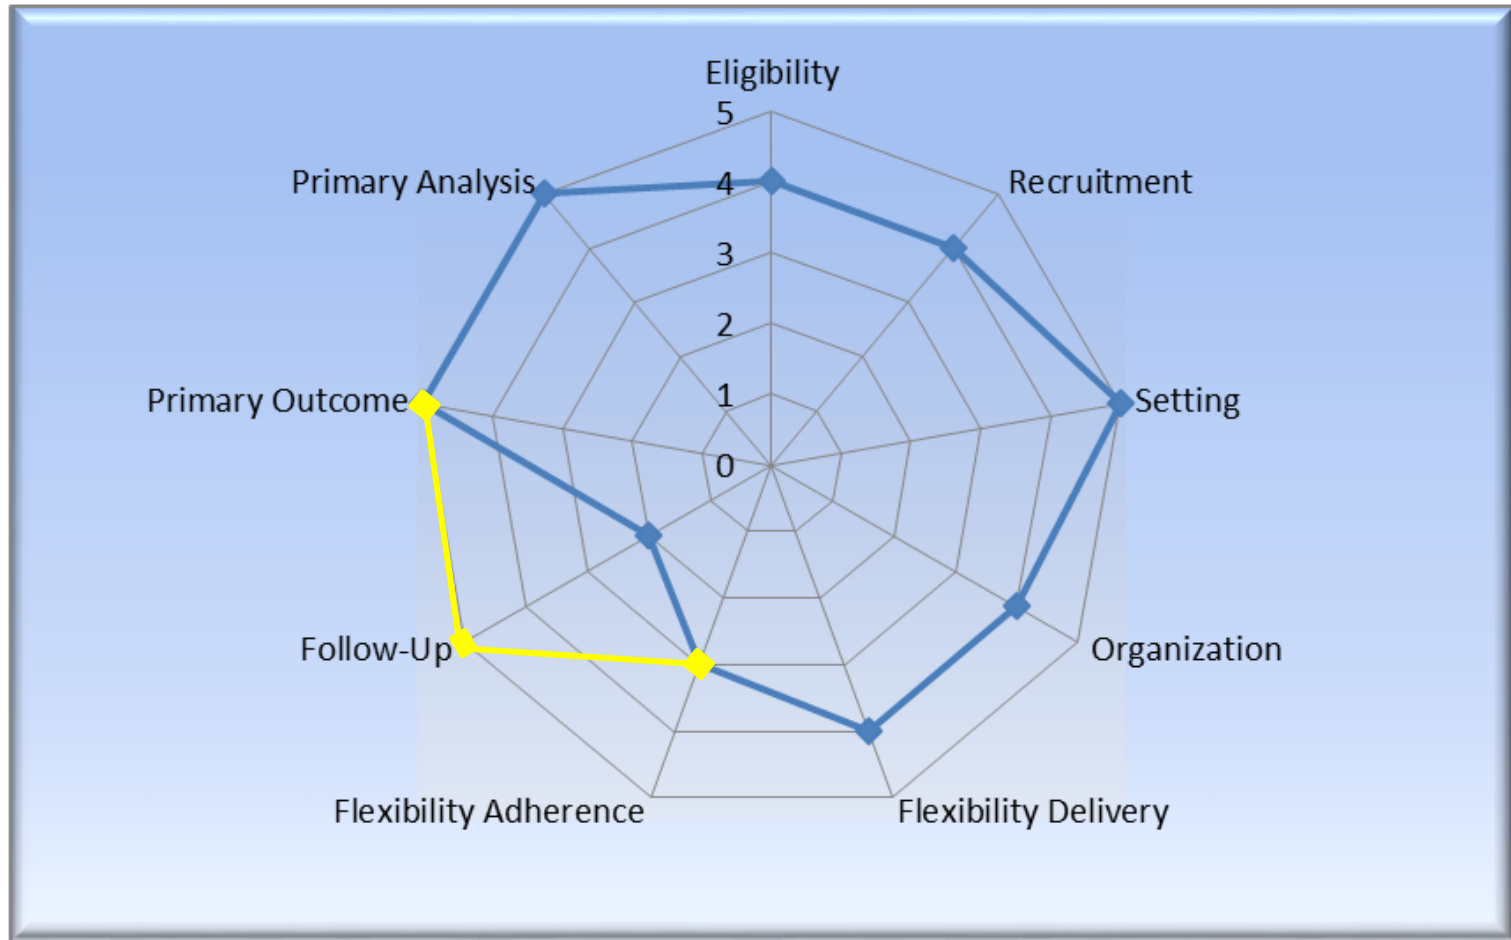 Eligibility
5
Primary Analysis
Recruitment
4
3
2
Primary Outcome
1
Setting
0
Follow-Up
Organization
Flexibility Adherence
Flexibility Delivery